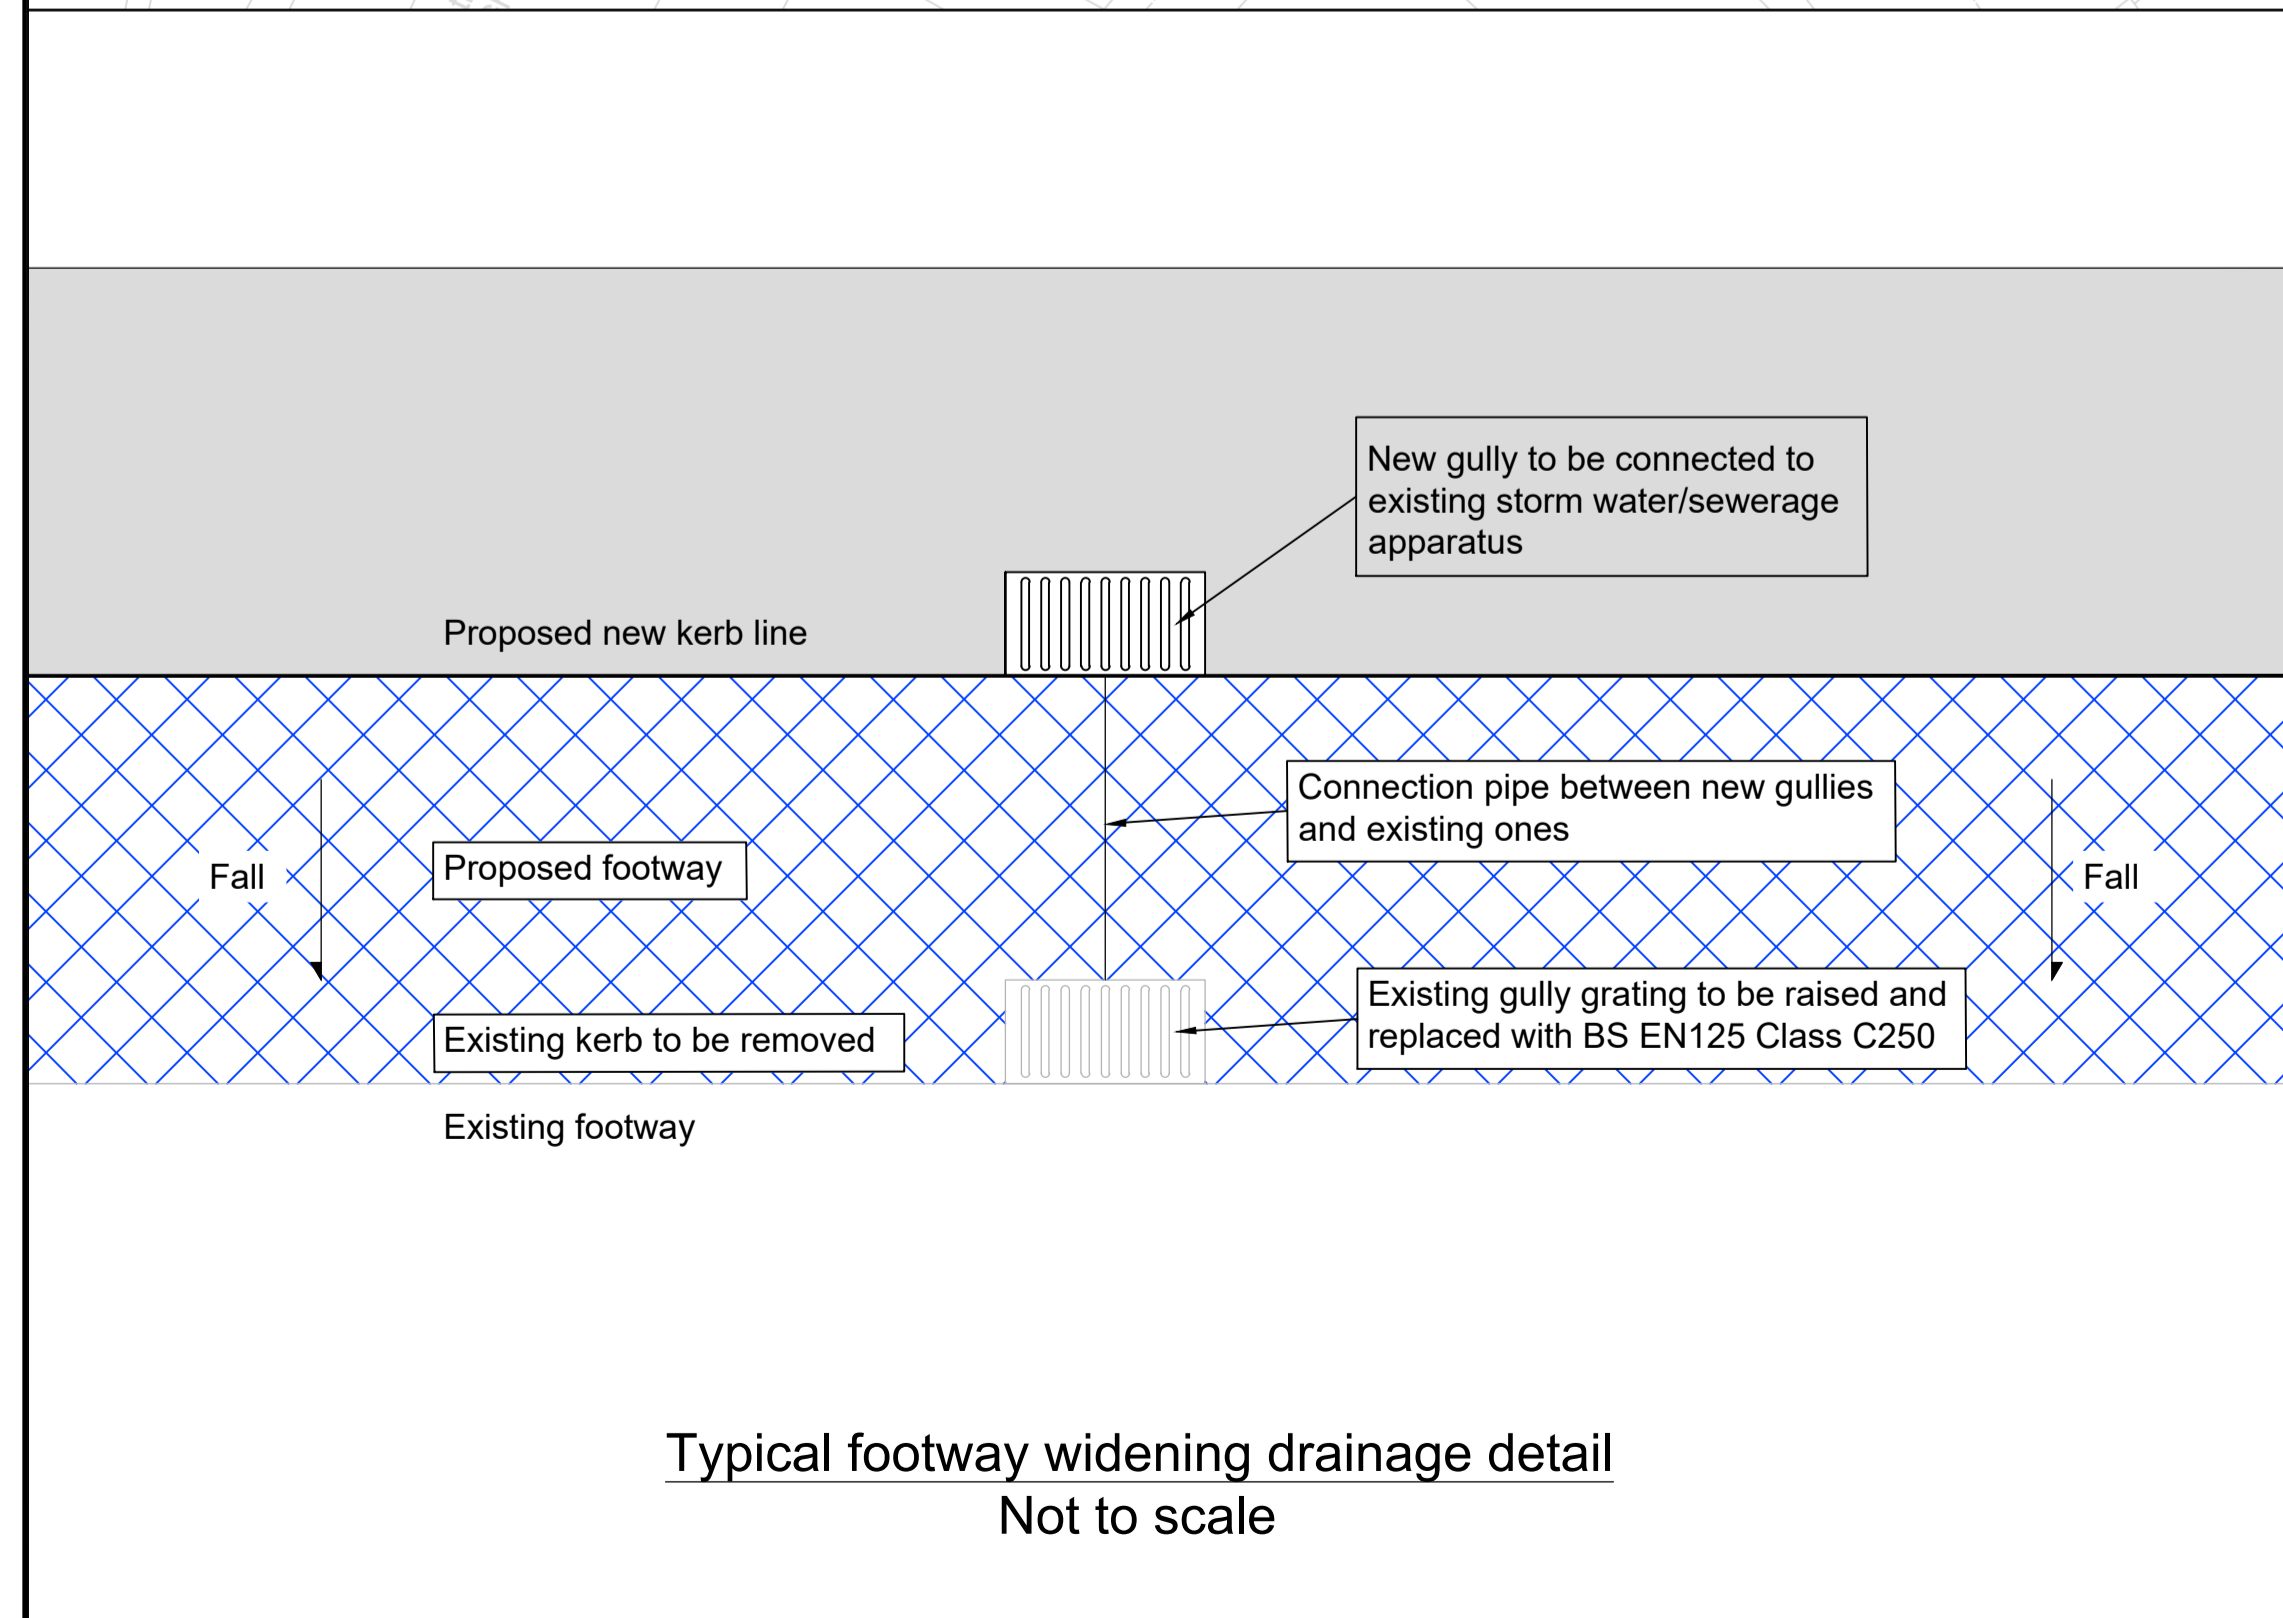 New gully to be connected to
existing storm water/sewerage
apparatus
Proposed new kerb line
Connection pipe between new gullies
and existing ones
Fall
Proposed footway
Fall
Existing gully grating to be raised and
replaced with BS EN125 Class C250
Existing kerb to be removed
Existing footway
Typical footway widening drainage detail
Not to scale